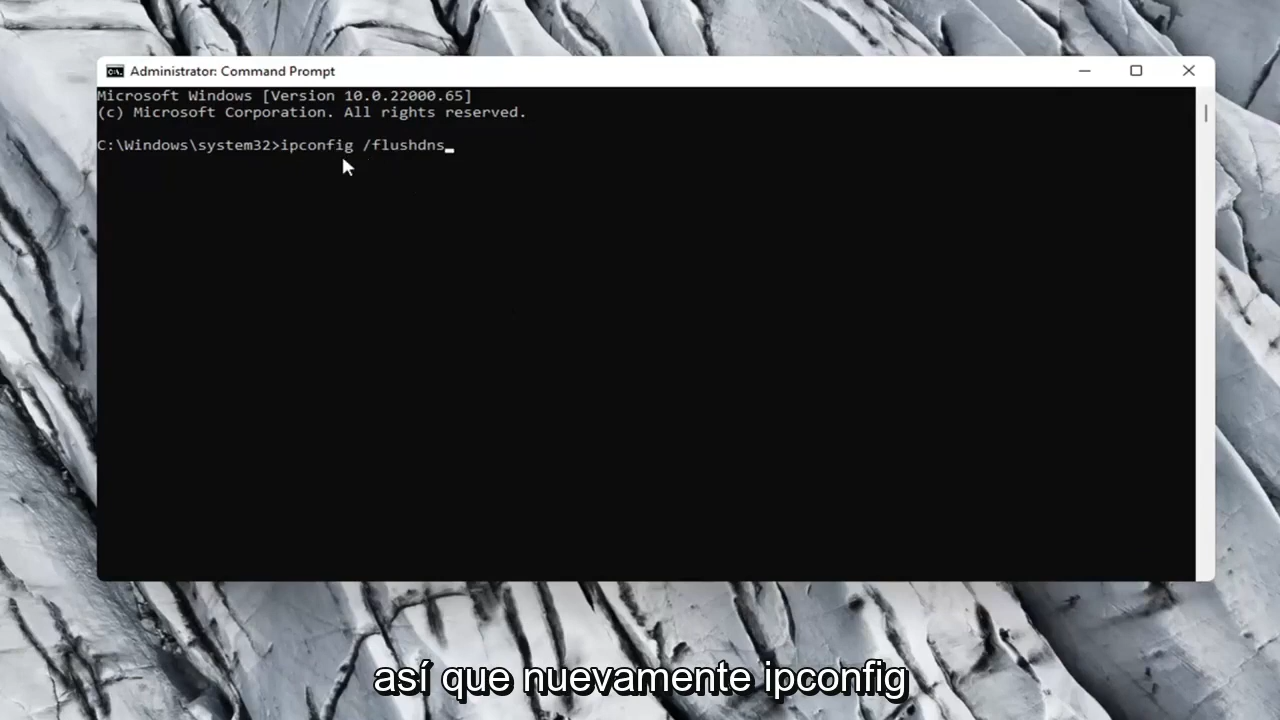 Administrator: Command Prompt
Microsoft Windows [Version 10.0.22000.65]
(c) Microsoft Corporation. All rights reserved.
C:\Windows\system32>ipconfig /flushdns
así que nuevamente ipconfig